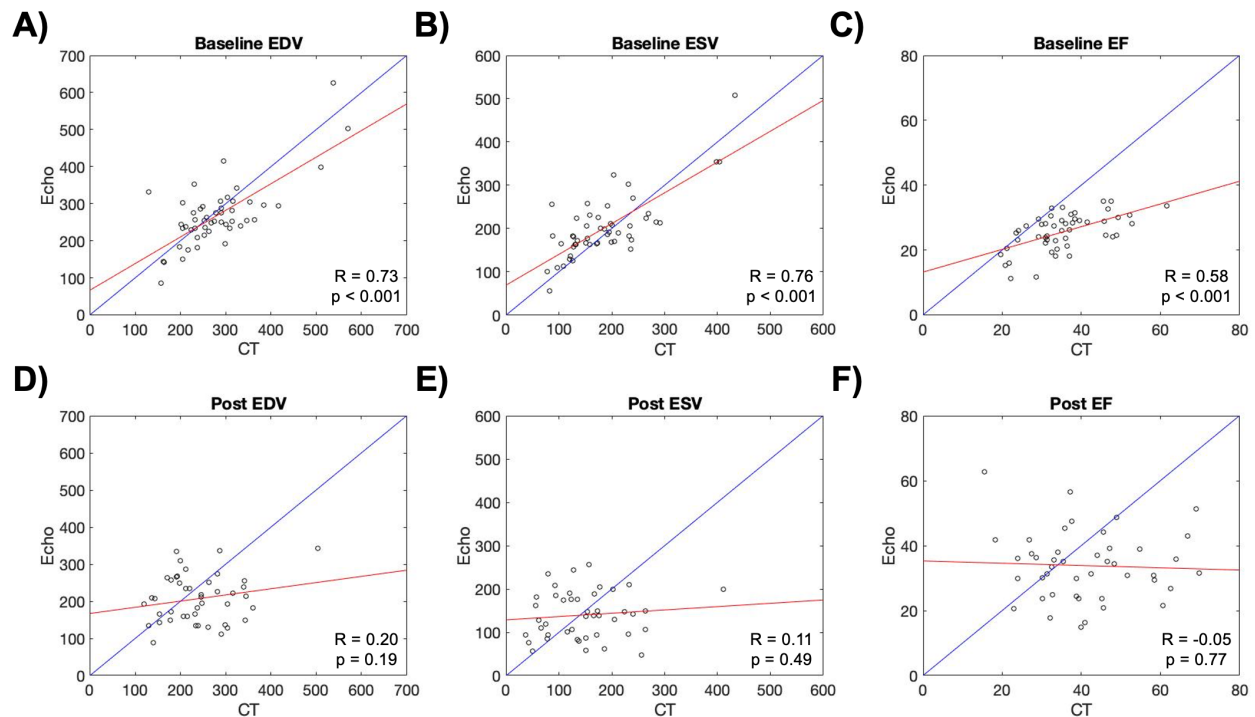 A)
Baseline EDV
700
600
500
400
300
200
100
0
Echo
0 100 200 300 400 500 600 700
CT
R = 0.73
p < 0.001
B)
Baseline ESV
600
500
400
300
200
100
0
Echo
0 100 200 300 400 500 600
CT
R = 0.76
p < 0.001
C)
Baseline EF
80
60
40
20
0
Echo
0 20 40 60 80
CT
R = 0.58
p < 0.001
D)
Post EDV
700
600
500
400
300
200
100
0
Echo
0 100 200 300 400 500 600 700
CT
R = 0.20
p = 0.19
E)
Post ESV
600
500
400
300
200
100
0
Echo
0 100 200 300 400 500 600
CT
R = 0.11
p = 0.49
F)
Post EF
80
60
40
20
0
Echo
0 20 40 60 80
CT
R = -0.05
p = 0.77